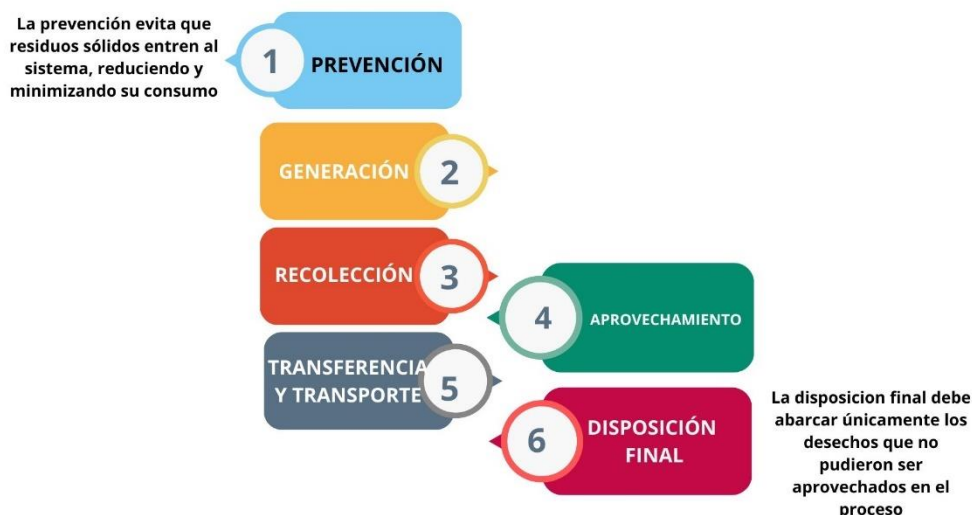 La prevención evita que
residuos sólidos entren al
sistema, reduciendo y
minimizando su consumo
1
PREVENCIÓN
GENERACIÓN
2
RECOLECCIÓN
3
4
APROVECHAMIENTO
TRANSFERENCIA
Y TRANSPORTE
5
6
DISPOSICIÓN
FINAL
La disposicion final debe
abarcar únicamente los
desechos que no
pudieron ser
aprovechados en el
proceso